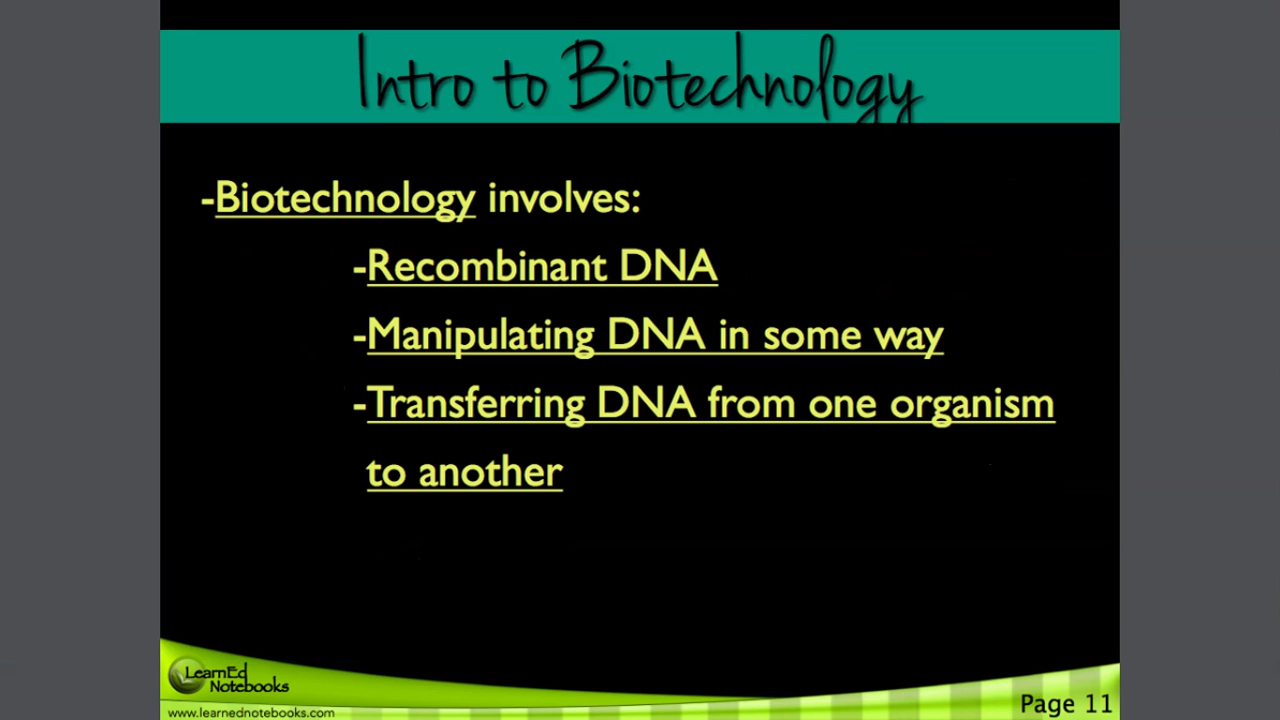 Intro to Biotechnology
-Biotechnology involves:
-Recombinant DNA
-Manipulating DNA in some way
-Transferring DNA from one organism
to another
LearnEd
Notebooks
www.learnednotebooks.com
Page 11